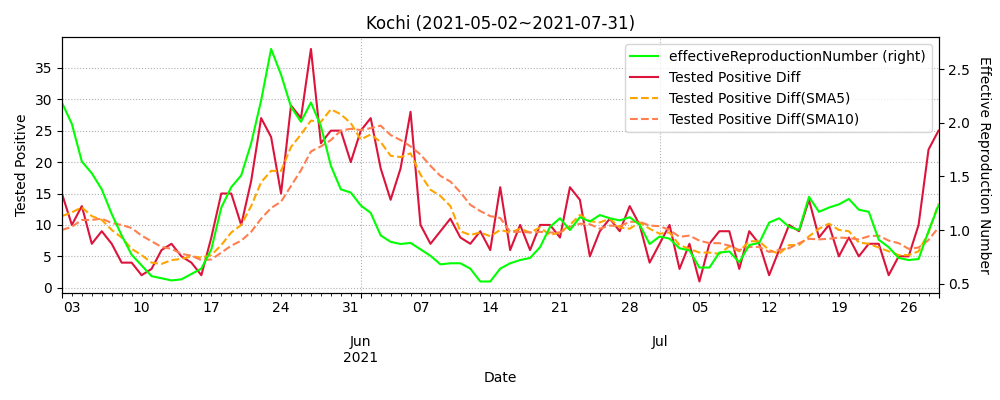 Kochi (2021-05-02~2021-07-31)
effectiveReproductionNumber (right)
Tested Positive Diff
Tested Positive Diff(SMA5)
Tested Positive Diff(SMA10)
Tested Positive
35
30
25
20
15
10
5
0
2.5
2.0
1.5
1.0
0.5
Effective Reproduction Number
03 10 17 24 31 07 14 21 28 05 12 19 26
Jun Jul
2021
Date